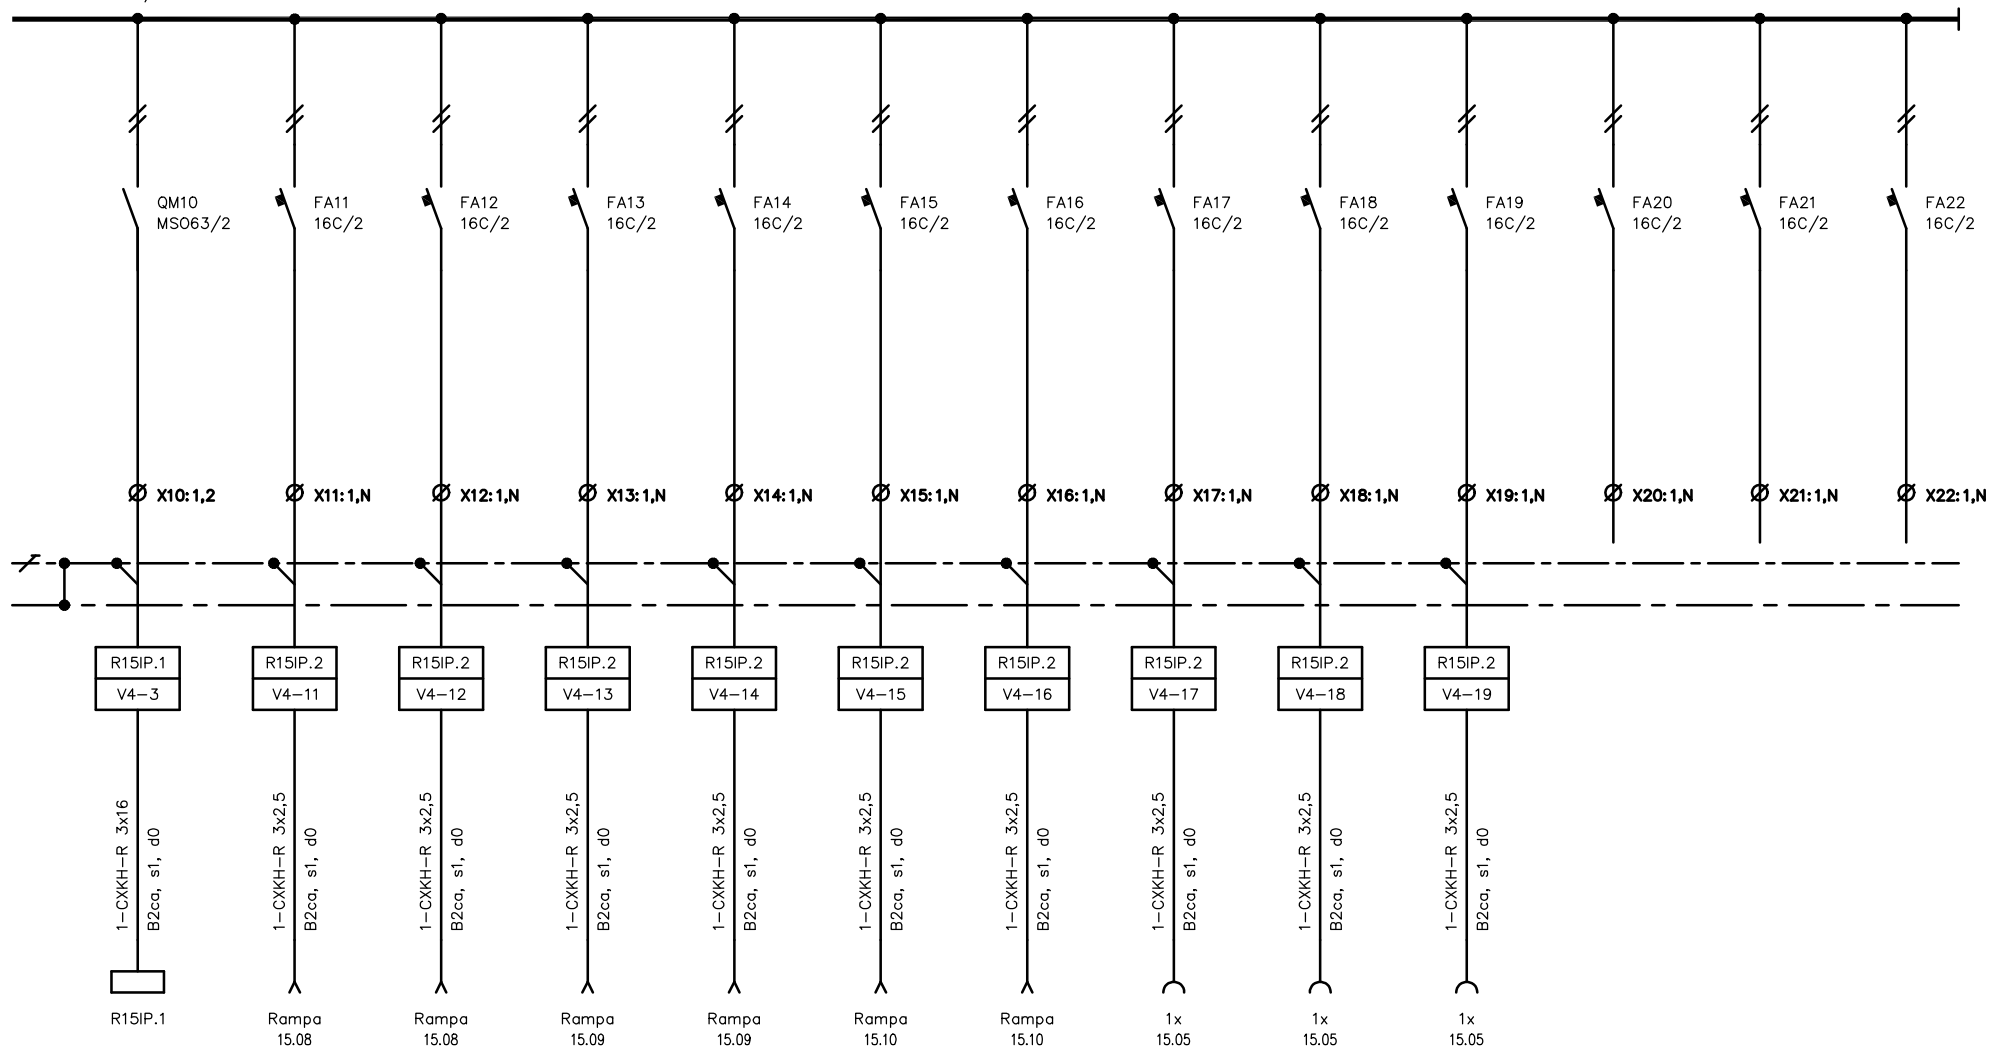 QM10
MSO63/2
FA11
16C/2
FA12
16C/2
FA13
16C/2
FA14
16C/2
FA15
16C/2
FA16
16C/2
FA17
16C/2
FA18
16C/2
FA19
16C/2
FA20
16C/2
FA21
16C/2
FA22
16C/2
X10:1,2
X11:1,N
X12:1,N
X13:1,N
X14:1,N
X15:1,N
X16:1,N
X17:1,N
X18:1,N
X19:1,N
X20:1,N
X21:1,N
X22:1,N
R15IP.1
V4-3
R15IP.2
V4-11
R15IP.2
V4-12
R15IP.2
V4-13
R15IP.2
V4-14
R15IP.2
V4-15
R15IP.2
V4-16
R15IP.2
V4-17
R15IP.2
V4-18
R15IP.2
V4-19
1-CXKH-R 3x16
B2ca, s1, d0
1-CXKH-R 3x2,5
B2ca, s1, d0
1-CXKH-R 3x2,5
B2ca, s1, d0
1-CXKH-R 3x2,5
B2ca, s1, d0
1-CXKH-R 3x2,5
B2ca, s1, d0
1-CXKH-R 3x2,5
B2ca, s1, d0
1-CXKH-R 3x2,5
B2ca, s1, d0
1-CXKH-R 3x2,5
B2ca, s1, d0
1-CXKH-R 3x2,5
B2ca, s1, d0
1-CXKH-R 3x2,5
B2ca, s1, d0
R15IP.1
Rampa
15.08
Rampa
15.08
Rampa
15.09
Rampa
15.09
Rampa
15.10
Rampa
15.10
1x
15.05
1x
15.05
1x
15.05